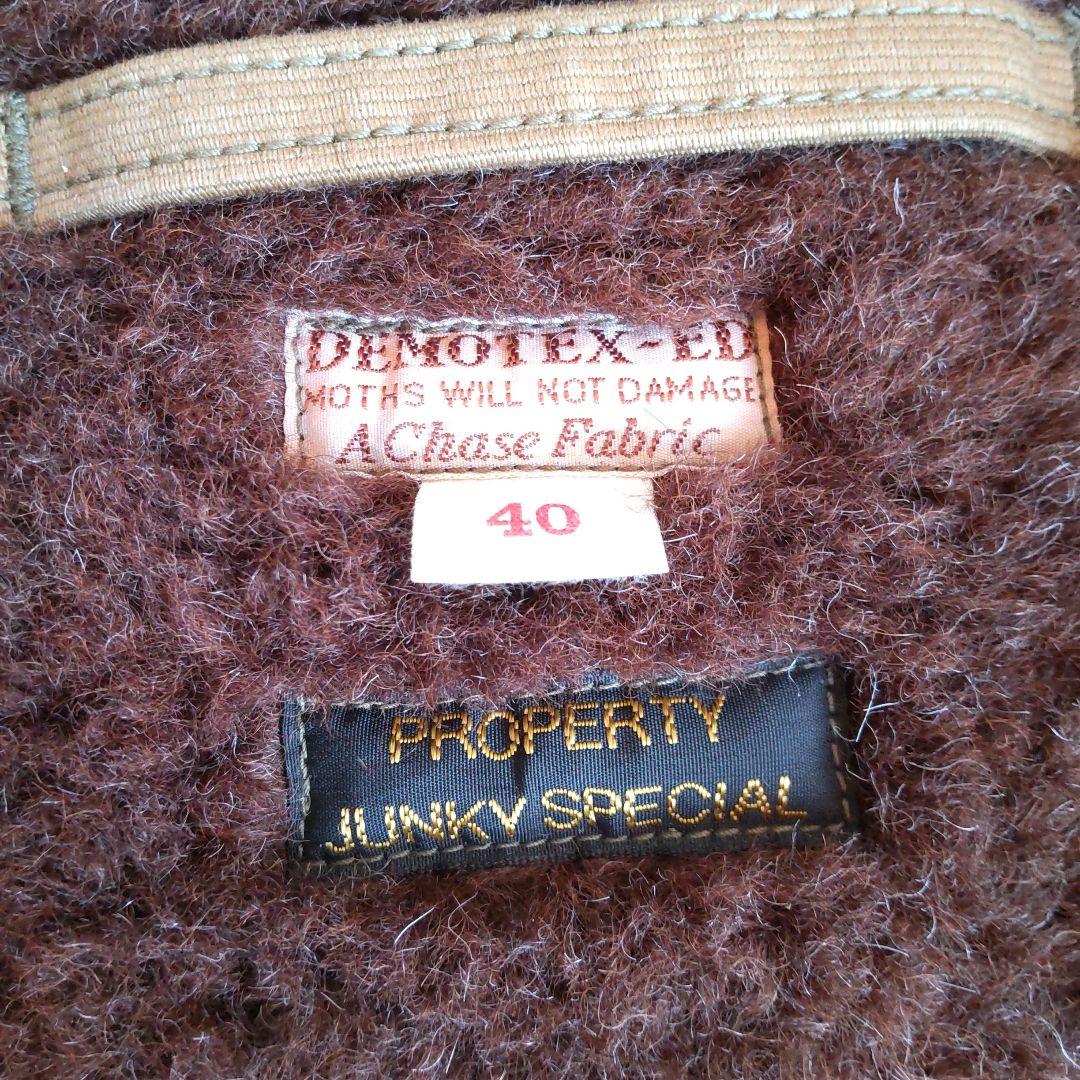 DEMOTEX-ED
MOTHS WILL NOT DAMAGE
A Chase Fabric
40
PROPERTY
JUNKY SPECIAL